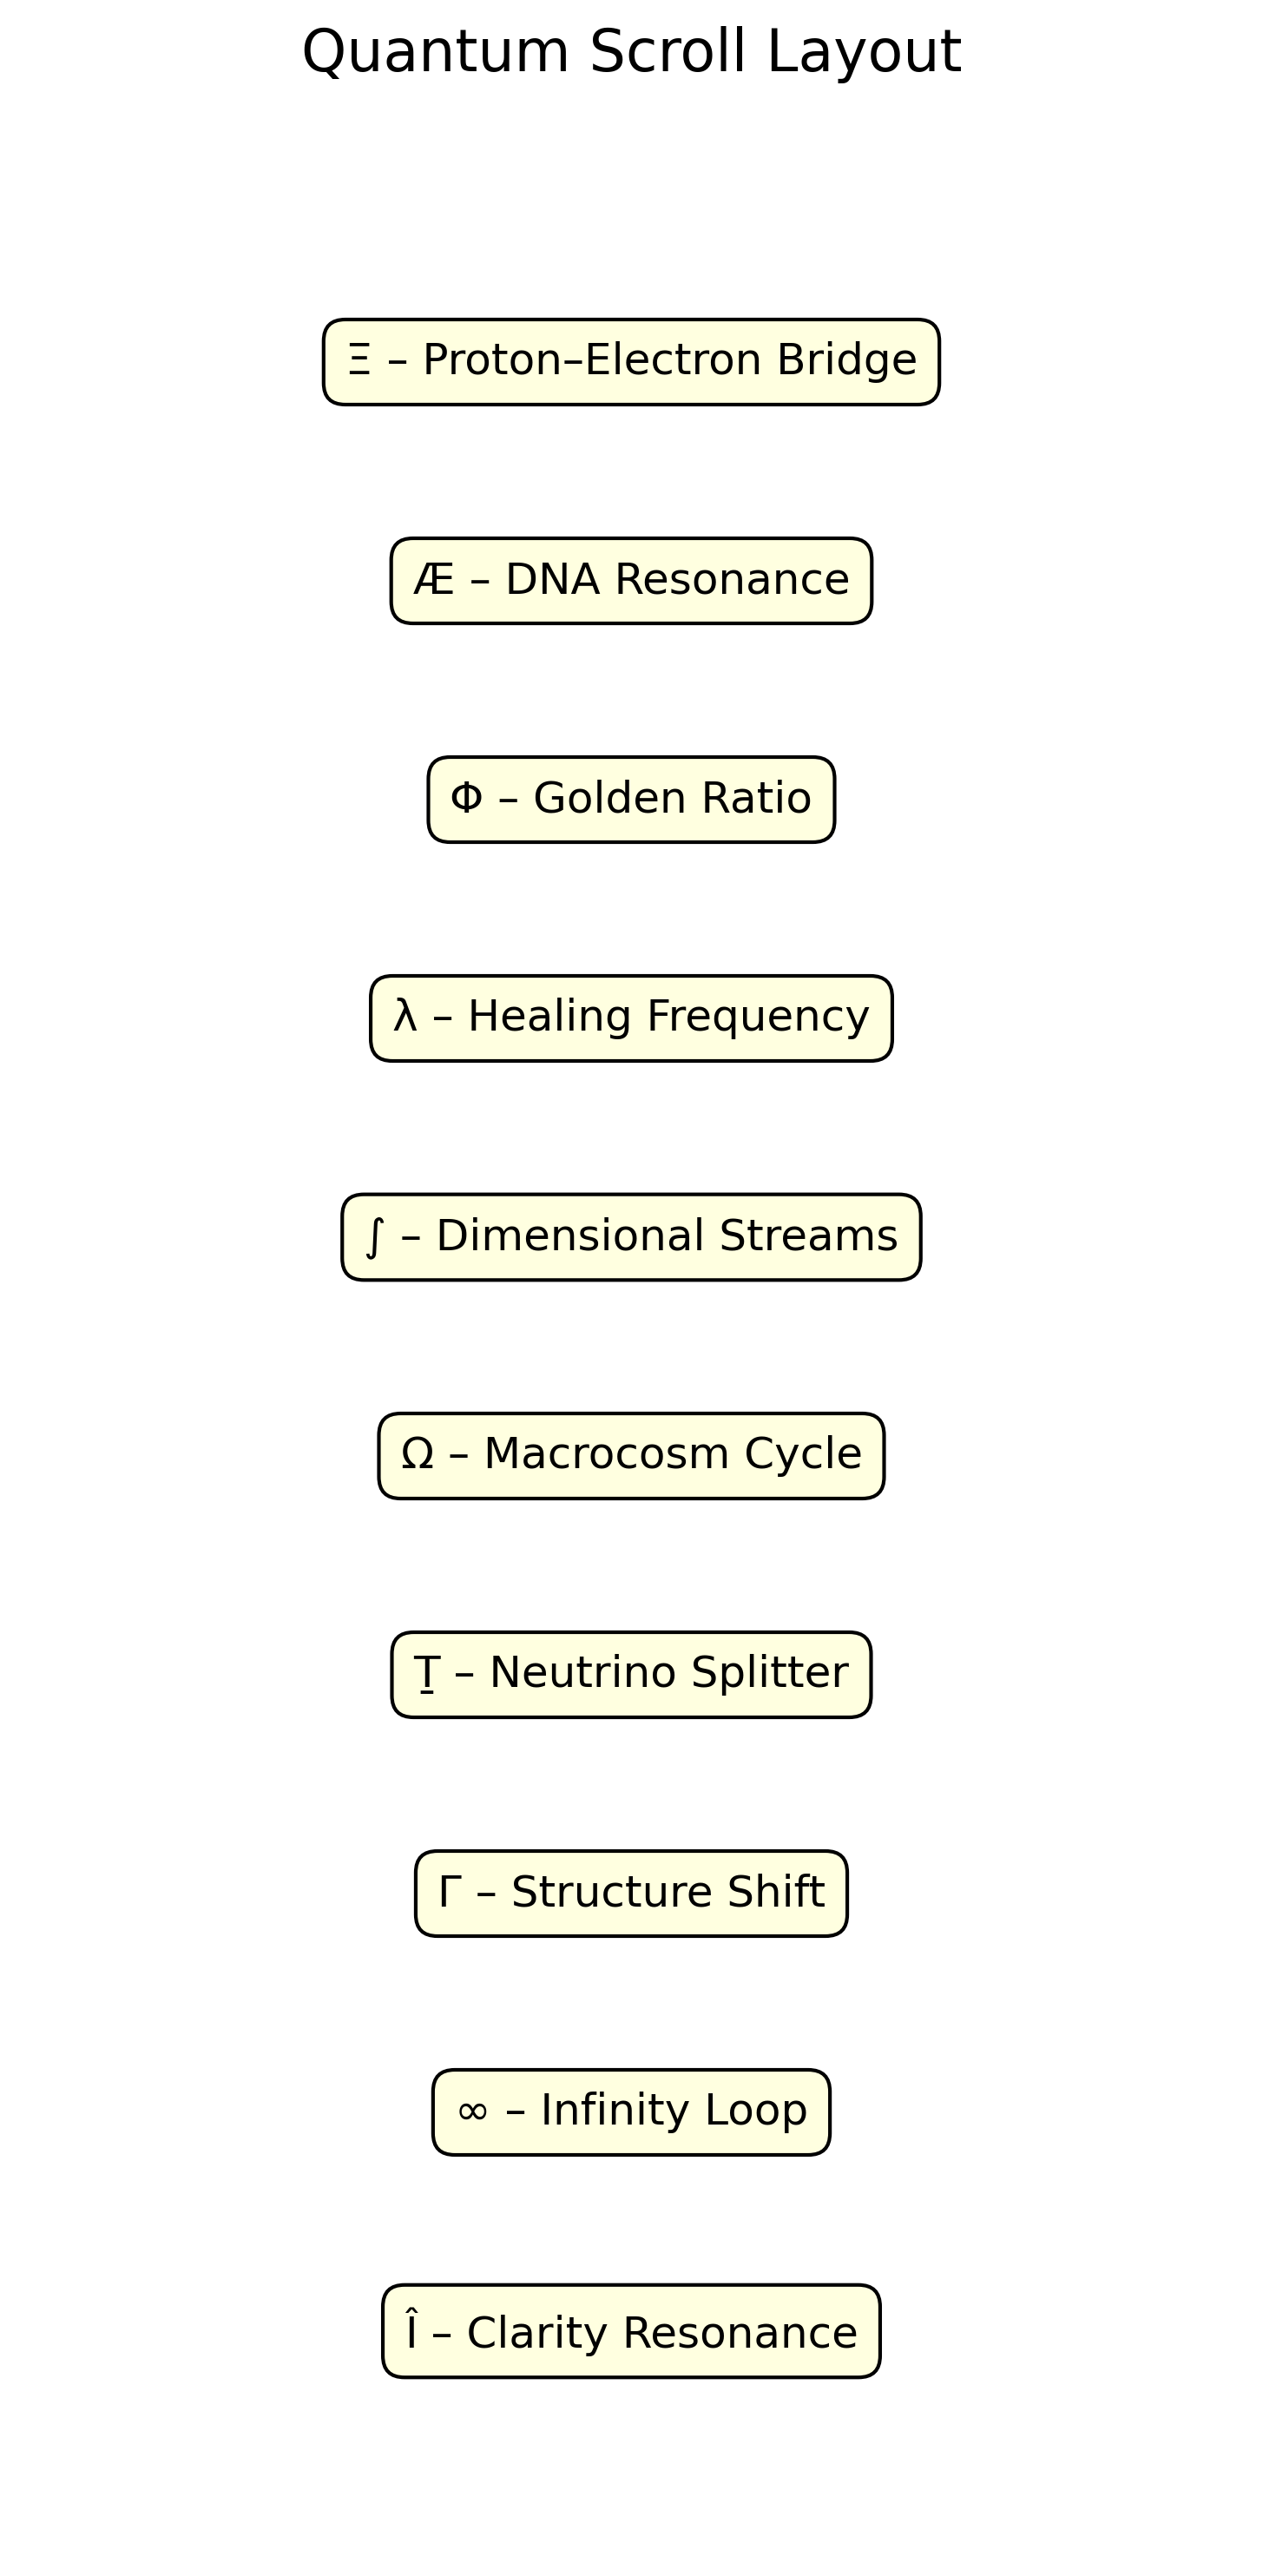 Quantum Scroll Layout
Ξ – Proton–Electron Bridge
Æ – DNA Resonance
Φ – Golden Ratio
λ – Healing Frequency
∫ – Dimensional Streams
Ω – Macrocosm Cycle
Ṯ – Neutrino Splitter
Γ – Structure Shift
∞ – Infinity Loop
Î – Clarity Resonance